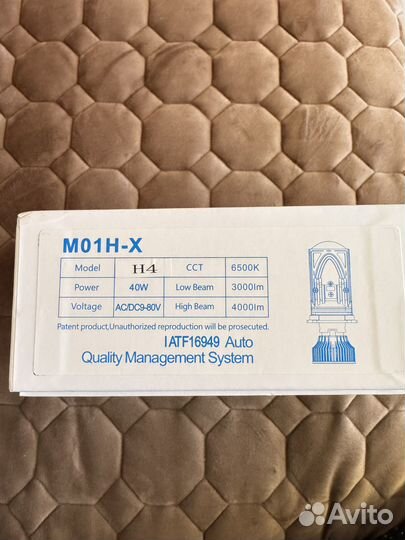 M01H-X
Model H4 CCT 6500K
Power 40W Low Beam 3000lm
Voltage AC/DC9-80V High Beam 4000lm
Patent product,Unauthorized reproduction will be prosecuted.
IATF16949 Auto
Quality Management System
Avito